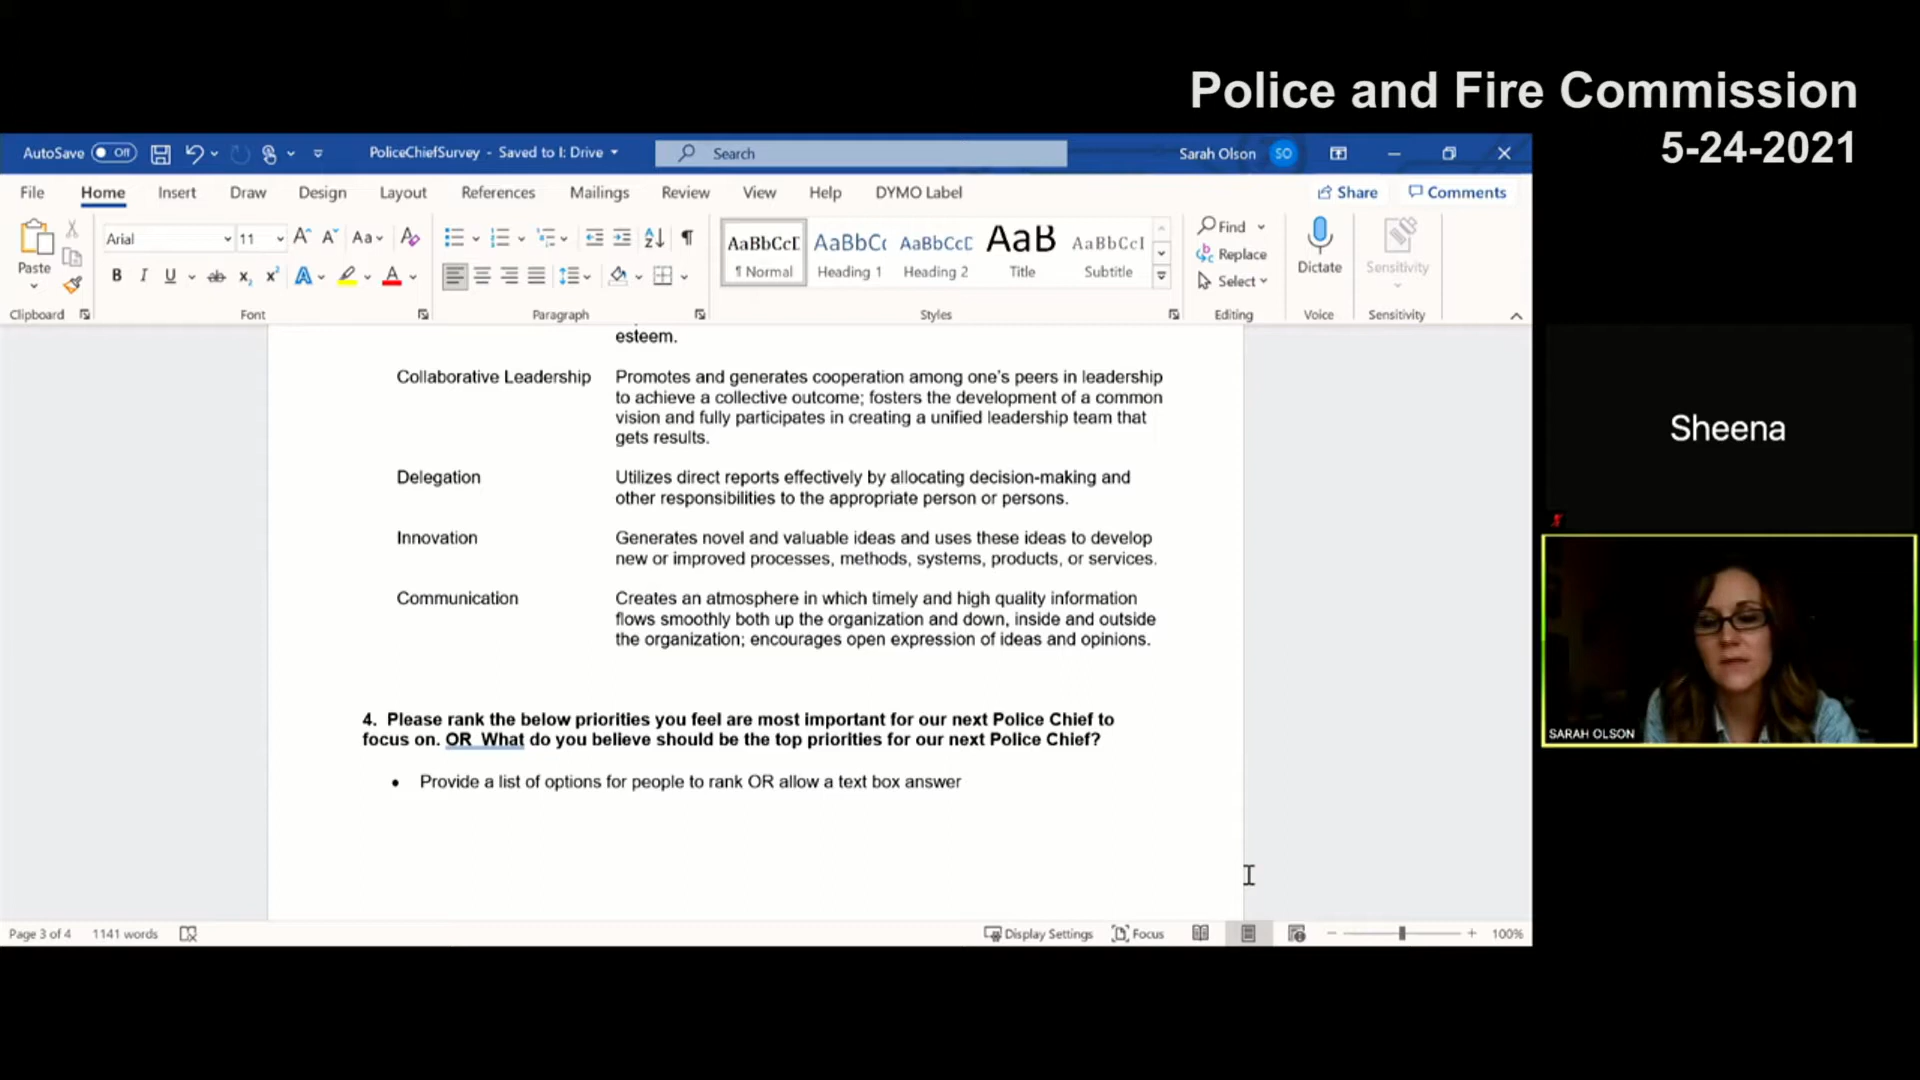 Police and Fire Commission
5-24-2021
AutoSave Off PoliceChiefSurvey - Saved to I: Drive Search Sarah Olson SO
File Home Insert Draw Design Layout References Mailings Review View Help DYMO Label Share Comments
Paste Arial 11 Aa AaBbCcD AaBbCc AaBbCcD AaB AaBbCcI Find
Replace
¶ Normal Heading 1 Heading 2 Title Subtitle Dictate Sensitivity
B I U ab x₂ x² A A Select
Clipboard Font Paragraph Styles Editing Voice Sensitivity
esteem.
Collaborative Leadership Promotes and generates cooperation among one's peers in leadership
to achieve a collective outcome; fosters the development of a common
vision and fully participates in creating a unified leadership team that
gets results.
Delegation Utilizes direct reports effectively by allocating decision-making and
other responsibilities to the appropriate person or persons.
Innovation Generates novel and valuable ideas and uses these ideas to develop
new or improved processes, methods, systems, products, or services.
Communication Creates an atmosphere in which timely and high quality information
flows smoothly both up the organization and down, inside and outside
the organization; encourages open expression of ideas and opinions.
4. Please rank the below priorities you feel are most important for our next Police Chief to
focus on. OR What do you believe should be the top priorities for our next Police Chief?
• Provide a list of options for people to rank OR allow a text box answer
Page 3 of 4 1141 words Display Settings Focus 100%
Sheena
SARAH OLSON